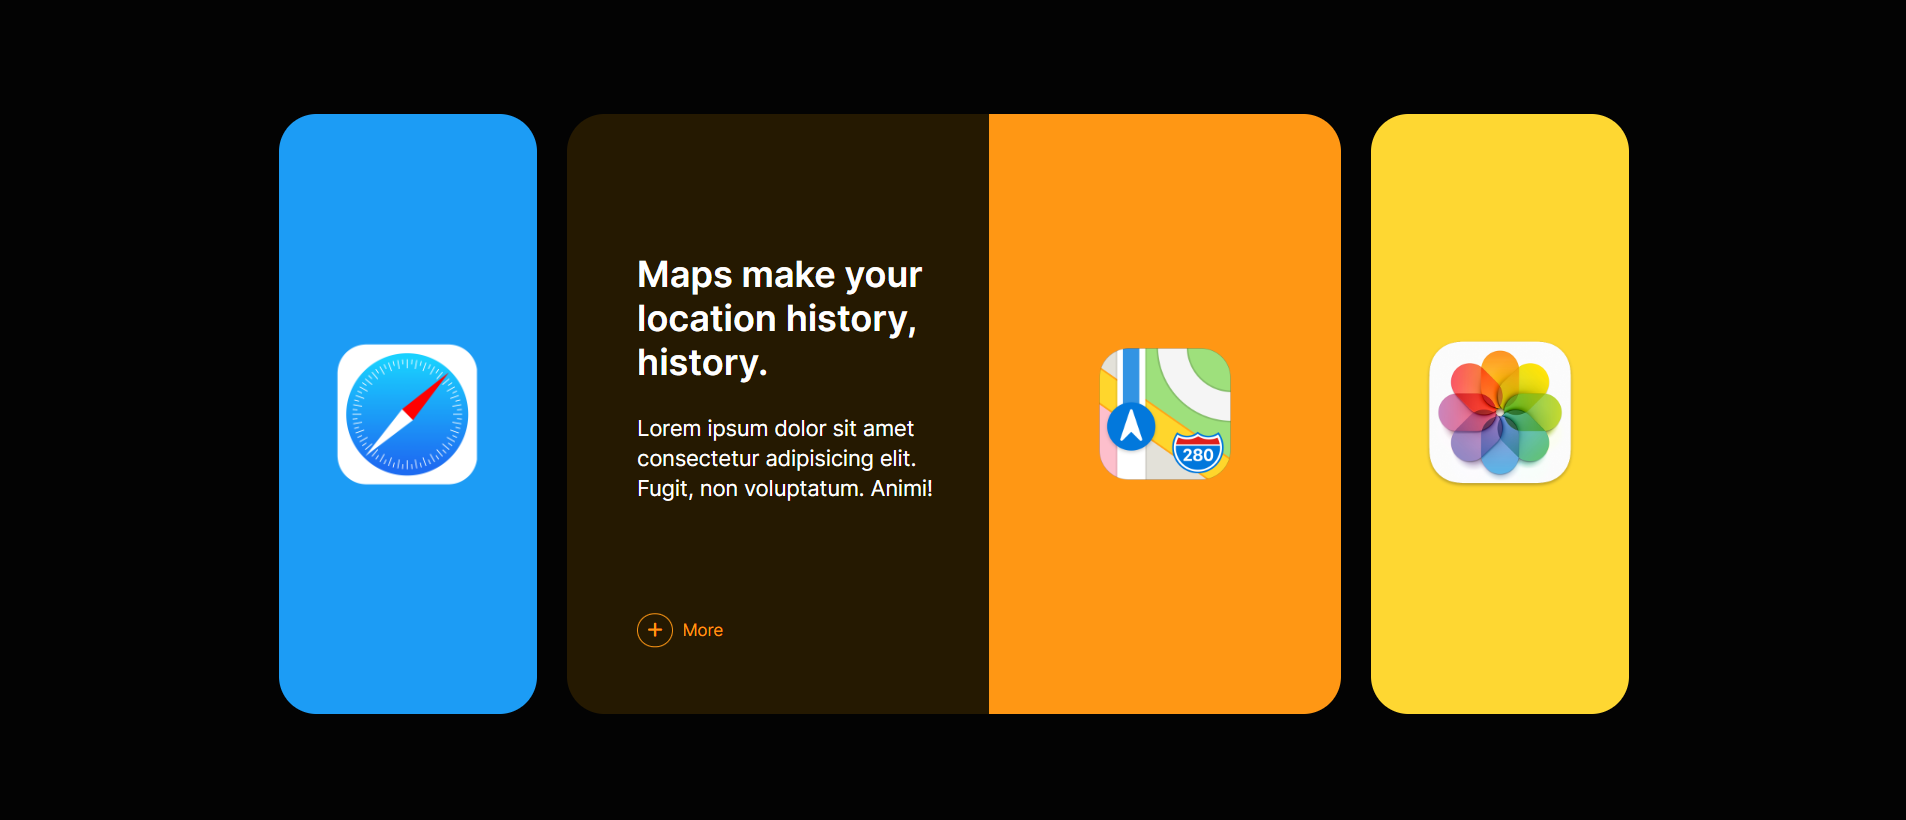 Maps make your
location history,
history.
Lorem ipsum dolor sit amet
consectetur adipisicing elit.
Fugit, non voluptatum. Animi!
More
280